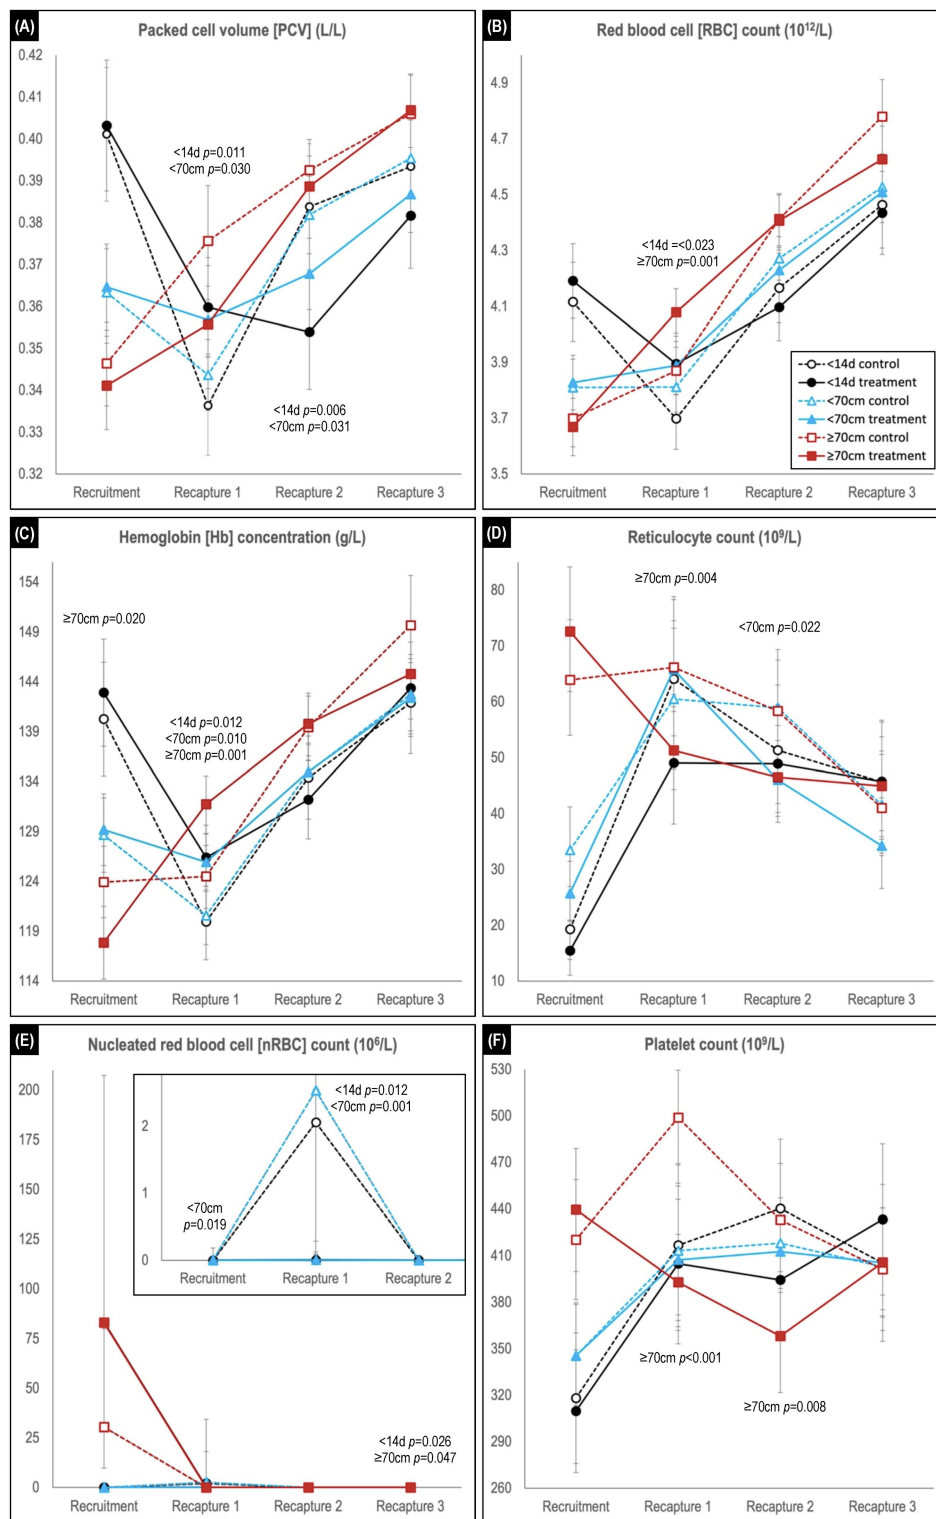 (A)
Packed cell volume [PCV] (L/L)
0.42
0.41
0.40
0.39
0.38
0.37
0.36
0.35
0.34
0.33
0.32
<14d p=0.011
<70cm p=0.030
<14d p=0.006
<70cm p=0.031
Recruitment Recapture 1 Recapture 2 Recapture 3
(B)
Red blood cell [RBC] count (10¹²/L)
4.9
4.7
4.5
4.3
4.1
3.9
3.7
3.5
<14d =<0.023
≥70cm p=0.001
<14d control
<14d treatment
<70cm control
<70cm treatment
≥70cm control
≥70cm treatment
Recruitment Recapture 1 Recapture 2 Recapture 3
(C)
Hemoglobin [Hb] concentration (g/L)
154
149
144
139
134
129
124
119
114
≥70cm p=0.020
<14d p=0.012
<70cm p=0.010
≥70cm p=0.001
Recruitment Recapture 1 Recapture 2 Recapture 3
(D)
Reticulocyte count (10⁹/L)
80
70
60
50
40
30
20
10
≥70cm p=0.004
<70cm p=0.022
Recruitment Recapture 1 Recapture 2 Recapture 3
(E)
Nucleated red blood cell [nRBC] count (10⁶/L)
200
175
150
125
100
75
50
25
0
2
1
0
<14d p=0.012
<70cm p=0.001
<70cm
p=0.019
Recruitment Recapture 1 Recapture 2
<14d p=0.026
≥70cm p=0.047
Recruitment Recapture 1 Recapture 2 Recapture 3
(F)
Platelet count (10⁹/L)
530
500
470
440
410
380
350
320
290
260
≥70cm p<0.001
≥70cm p=0.008
Recruitment Recapture 1 Recapture 2 Recapture 3